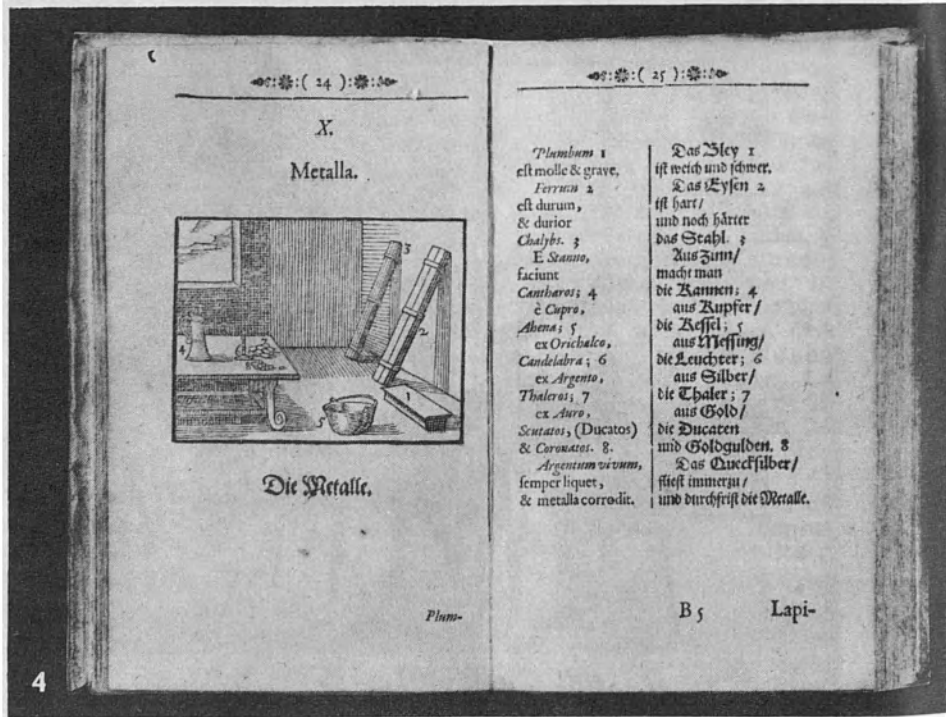 ( 24 )
X.
Metalla.
3
2
4
1
5
Die Metalle.
Plum-
( 25 )
Plumbum 1
eſt molle & grave,
Ferrum 2
eſt durum,
& durior
Chalybs. 3
E Stanno,
faciunt
Cantharos; 4
è Cupro,
Ahena; 5
ex Orichalco,
Candelabra; 6
ex Argento,
Thaleros; 7
ex Auro,
Scutatos, (Ducatos)
& Coronatos. 8.
Argentum vivum,
ſemper liquet,
& metalla corrodit.
Das Bley 1
iſt weich und ſchwer.
Das Eyſen 2
iſt hart/
und noch härter
das Stahl. 3
Aus Zinn/
macht man
die Kannen; 4
aus Kupfer/
die Keſſel; 5
aus Meſſing/
die Leuchter; 6
aus Silber/
die Thaler; 7
aus Gold/
die Ducaten
und Goldgulden. 8
Das Queckſilber/
flieſt immerzu/
und durchfriſt die Metalle.
B 5
Lapi-
4